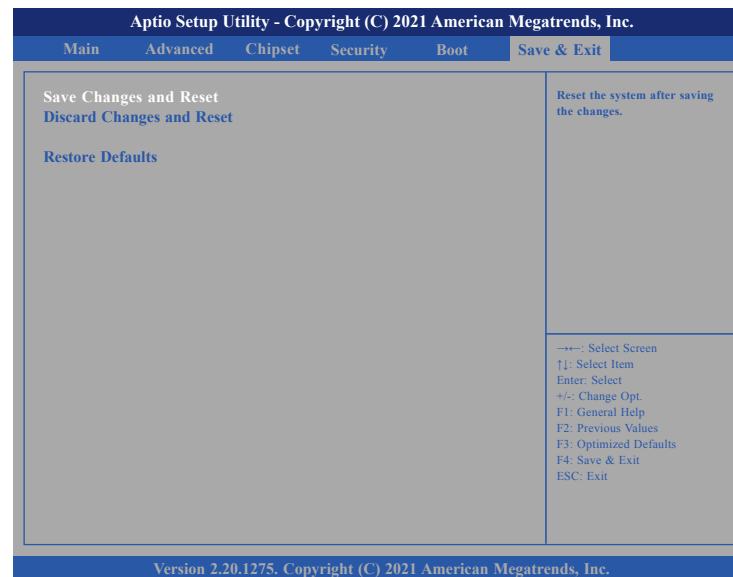 Aptio Setup Utility - Copyright (C) 2021 American Megatrends, Inc.
Main Advanced Chipset Security Boot Save & Exit
Save Changes and Reset
Discard Changes and Reset
Restore Defaults
Reset the system after saving
the changes.
→←: Select Screen
↑↓: Select Item
Enter: Select
+/-: Change Opt.
F1: General Help
F2: Previous Values
F3: Optimized Defaults
F4: Save & Exit
ESC: Exit
Version 2.20.1275. Copyright (C) 2021 American Megatrends, Inc.